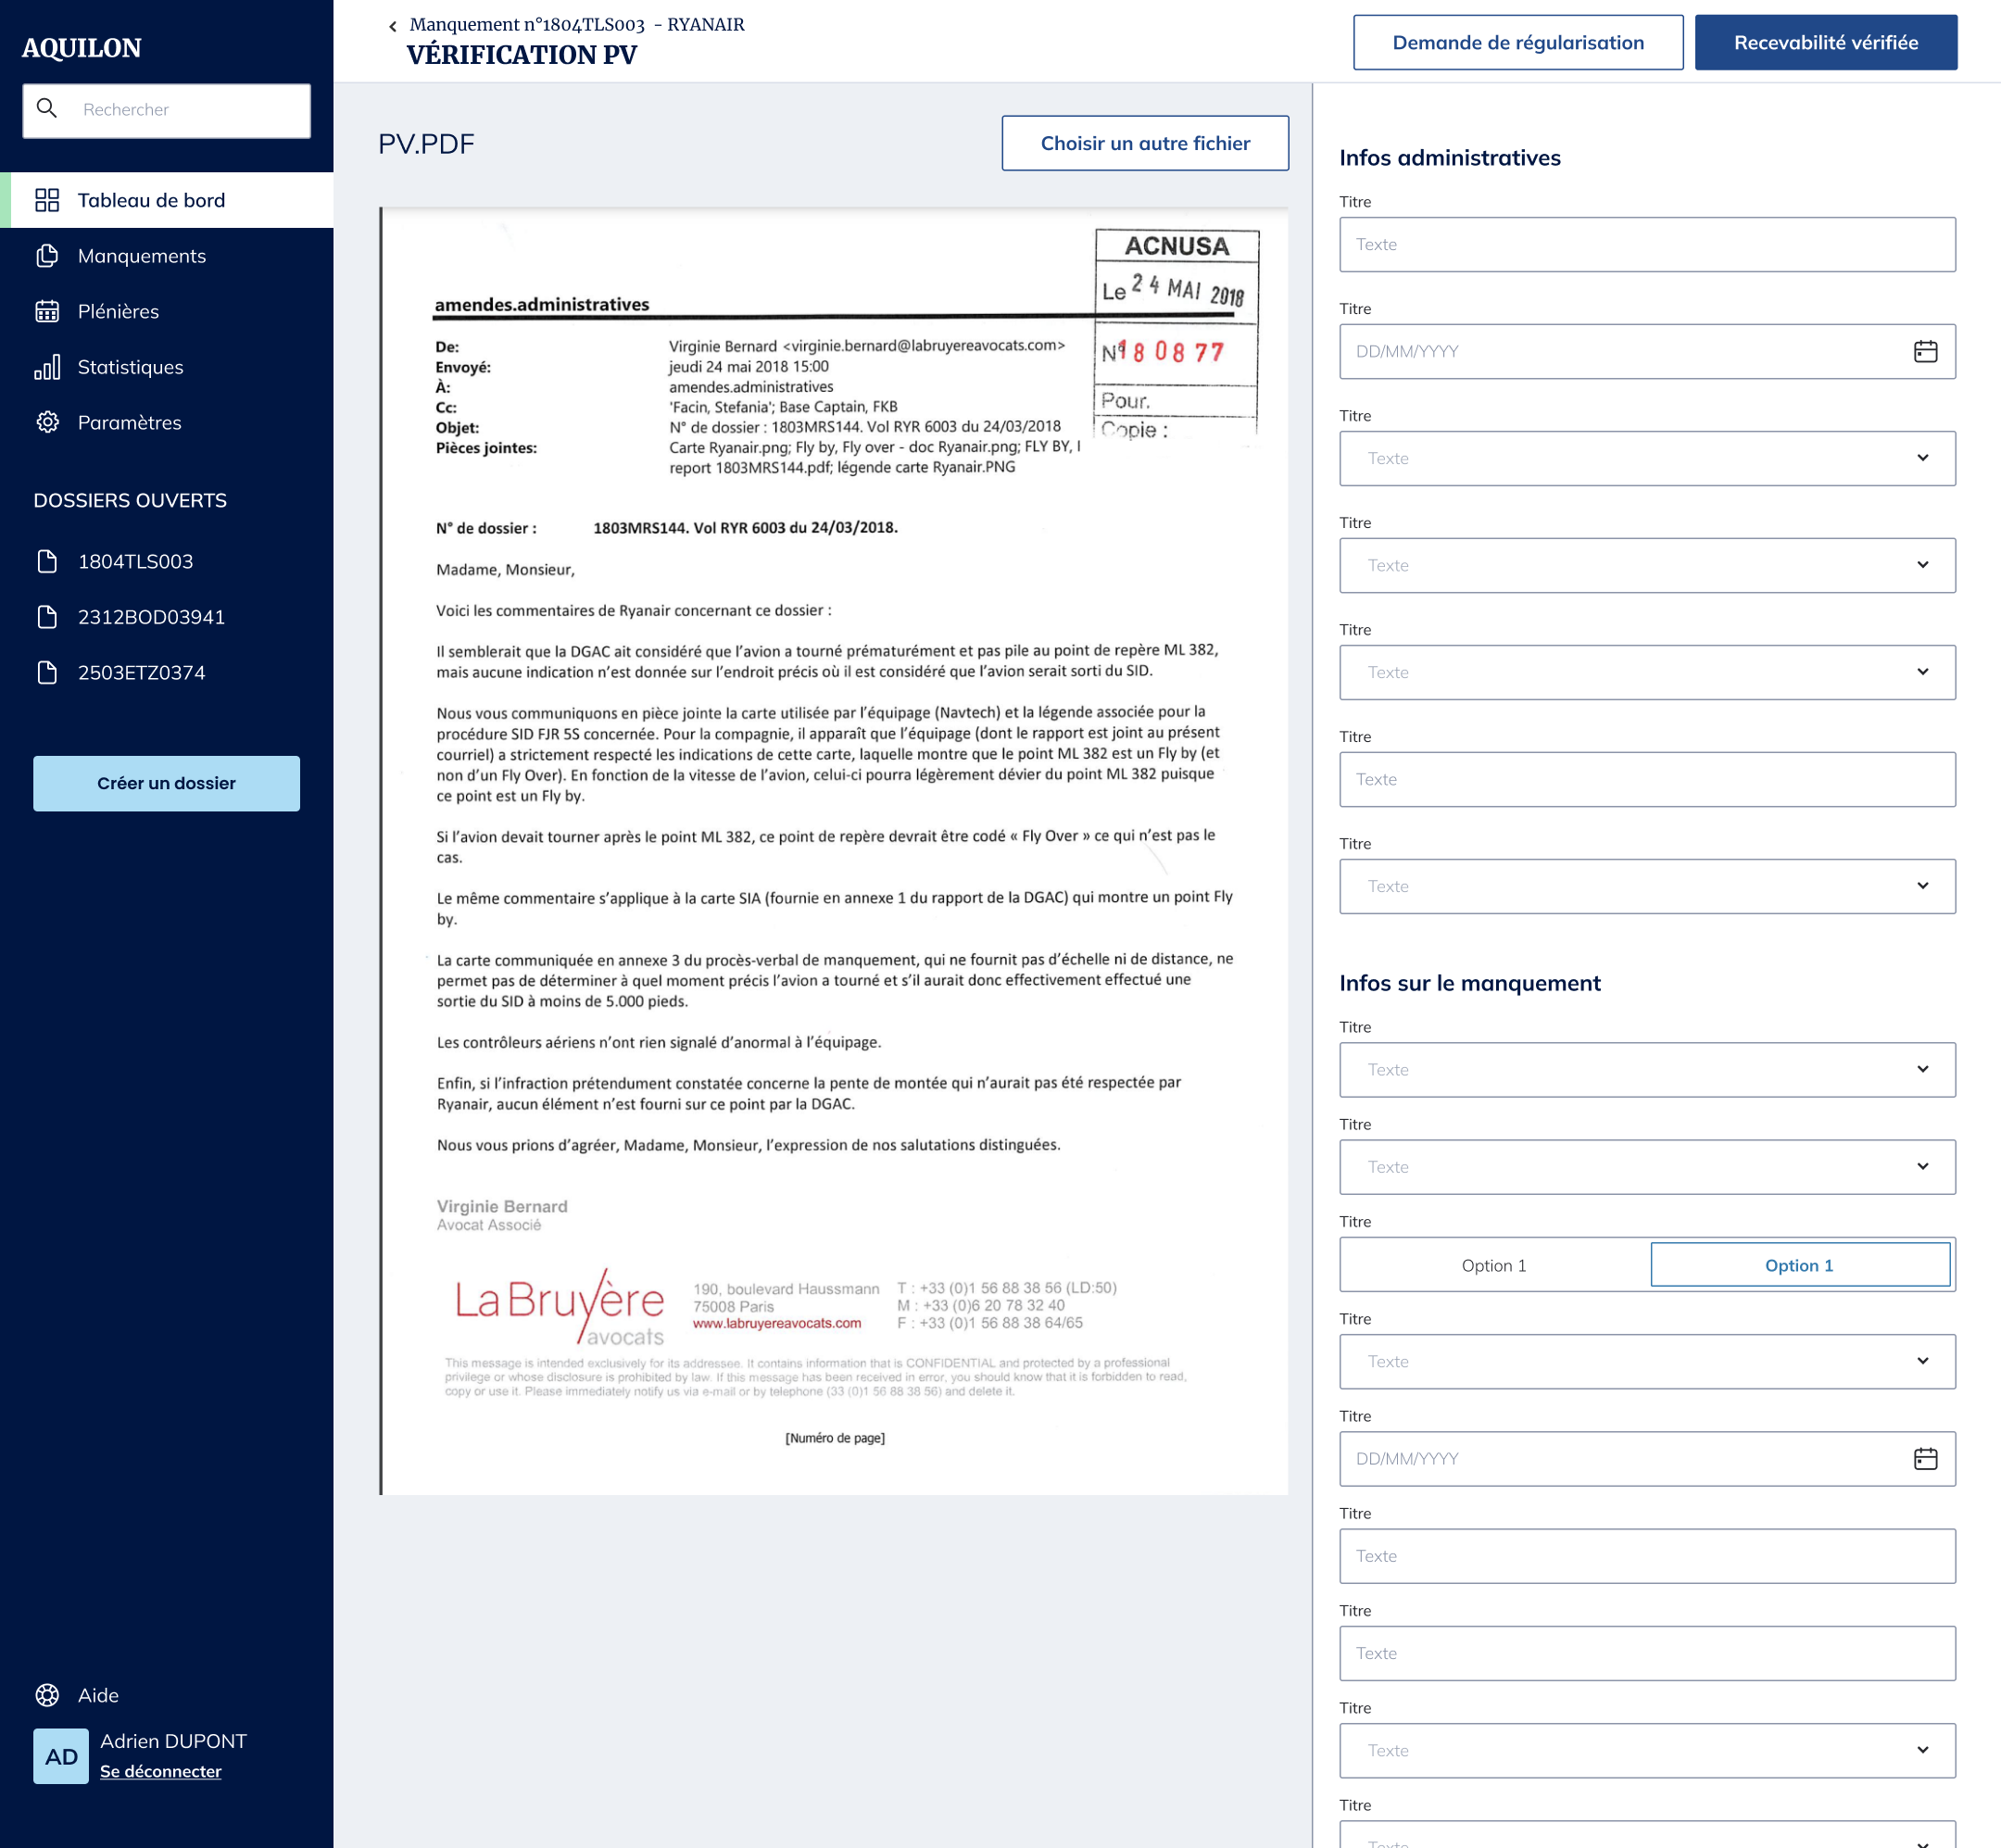 AQUILON
Rechercher
Tableau de bord
Manquements
Plénières
Statistiques
Paramètres
DOSSIERS OUVERTS
1804TLS003
2312BOD03941
2503ETZ0374
Créer un dossier
Aide
AD
Adrien DUPONT
Se déconnecter
Manquement n°1804TLS003 - RYANAIR
VÉRIFICATION PV
Demande de régularisation
Recevabilité vérifiée
PV.PDF
Choisir un autre fichier
ACNUSA
Le 24 MAI 2018
N° 180877
Pour.
Copie :
amendes.administratives
De: Virginie Bernard <virginie.bernard@labruyereavocats.com>
Envoyé: jeudi 24 mai 2018 15:00
À: amendes.administratives
Cc: 'Facin, Stefania'; Base Captain, FKB
Objet: N° de dossier : 1803MRS144. Vol RYR 6003 du 24/03/2018
Pièces jointes: Carte Ryanair.png; Fly by, Fly over - doc Ryanair.png; FLY BY, I
report 1803MRS144.pdf; légende carte Ryanair.PNG
N° de dossier : 1803MRS144. Vol RYR 6003 du 24/03/2018.
Madame, Monsieur,
Voici les commentaires de Ryanair concernant ce dossier :
Il semblerait que la DGAC ait considéré que l'avion a tourné prématurément et pas pile au point de repère ML 382,
mais aucune indication n'est donnée sur l'endroit précis où il est considéré que l'avion serait sorti du SID.
Nous vous communiquons en pièce jointe la carte utilisée par l'équipage (Navtech) et la légende associée pour la
procédure SID FJR 5S concernée. Pour la compagnie, il apparaît que l'équipage (dont le rapport est joint au présent
courriel) a strictement respecté les indications de cette carte, laquelle montre que le point ML 382 est un Fly by (et
non d'un Fly Over). En fonction de la vitesse de l'avion, celui-ci pourra légèrement dévier du point ML 382 puisque
ce point est un Fly by.
Si l'avion devait tourner après le point ML 382, ce point de repère devrait être codé « Fly Over » ce qui n'est pas le
cas.
Le même commentaire s'applique à la carte SIA (fournie en annexe 1 du rapport de la DGAC) qui montre un point Fly
by.
La carte communiquée en annexe 3 du procès-verbal de manquement, qui ne fournit pas d'échelle ni de distance, ne
permet pas de déterminer à quel moment précis l'avion a tourné et s'il aurait donc effectivement effectué une
sortie du SID à moins de 5.000 pieds.
Les contrôleurs aériens n'ont rien signalé d'anormal à l'équipage.
Enfin, si l'infraction prétendument constatée concerne la pente de montée qui n'aurait pas été respectée par
Ryanair, aucun élément n'est fourni sur ce point par la DGAC.
Nous vous prions d'agréer, Madame, Monsieur, l'expression de nos salutations distinguées.
Virginie Bernard
Avocat Associé
La Bruyère
avocats
190, boulevard Haussmann
75008 Paris
www.labruyereavocats.com
T : +33 (0)1 56 88 38 56 (LD:50)
M : +33 (0)6 20 78 32 40
F : +33 (0)1 56 88 38 64/65
This message is intended exclusively for its addressee. It contains information that is CONFIDENTIAL and protected by a professional
privilege or whose disclosure is prohibited by law. If this message has been received in error, you should know that it is forbidden to read,
copy or use it. Please immediately notify us via e-mail or by telephone (33 (0)1 56 88 38 56) and delete it.
[Numéro de page]
Infos administratives
Titre
Texte
Titre
DD/MM/YYYY
Titre
Texte
Titre
Texte
Titre
Texte
Titre
Texte
Titre
Texte
Infos sur le manquement
Titre
Texte
Titre
Texte
Titre
Option 1
Option 1
Titre
Texte
Titre
DD/MM/YYYY
Titre
Texte
Titre
Texte
Titre
Texte
Titre
Texte